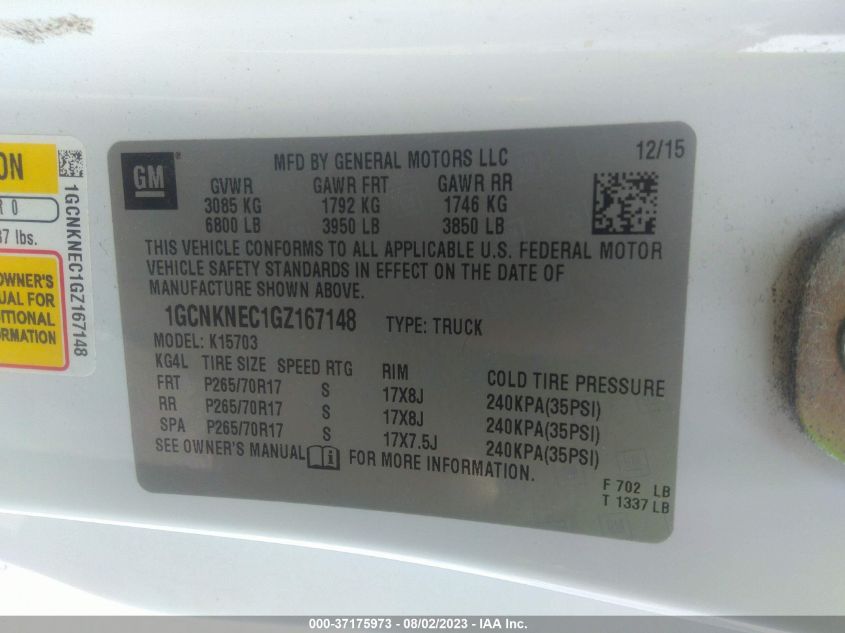 ON
R 0
37 lbs.
OWNER'S
UAL FOR
DITIONAL
ORMATION
1GCNKNEC1GZ167148
GM ®
MFD BY GENERAL MOTORS LLC
12/15
GVWR GAWR FRT GAWR RR
3085 KG 1792 KG 1746 KG
6800 LB 3950 LB 3850 LB
THIS VEHICLE CONFORMS TO ALL APPLICABLE U.S. FEDERAL MOTOR
VEHICLE SAFETY STANDARDS IN EFFECT ON THE DATE OF
MANUFACTURE SHOWN ABOVE.
1GCNKNEC1GZ167148 TYPE: TRUCK
MODEL: K15703
KG4L TIRE SIZE SPEED RTG RIM COLD TIRE PRESSURE
FRT P265/70R17 S 17X8J 240KPA(35PSI)
RR P265/70R17 S 17X8J 240KPA(35PSI)
SPA P265/70R17 S 17X7.5J 240KPA(35PSI)
SEE OWNER'S MANUAL i FOR MORE INFORMATION.
F 702 LB
T 1337 LB
GM
000-37175973 - 08/02/2023 - IAA Inc.